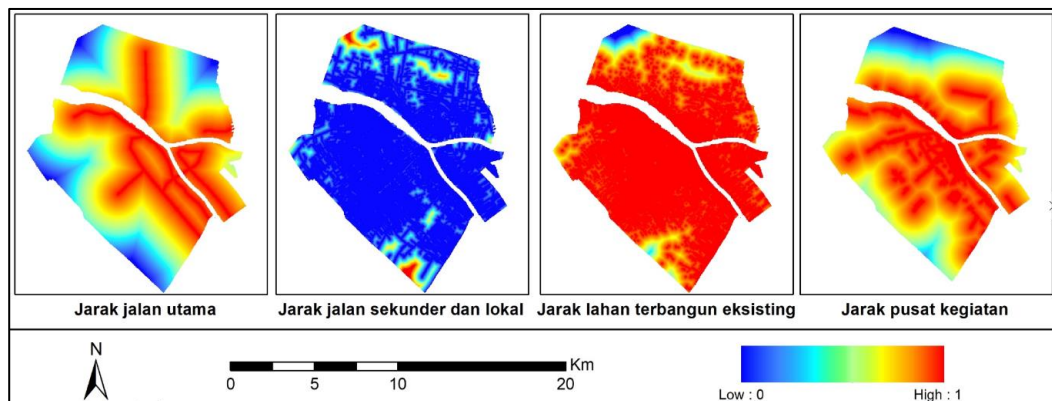 Jarak jalan utama
Jarak jalan sekunder dan lokal
Jarak lahan terbangun eksisting
Jarak pusat kegiatan
N
Km
0 5 10 20
Low : 0 High : 1